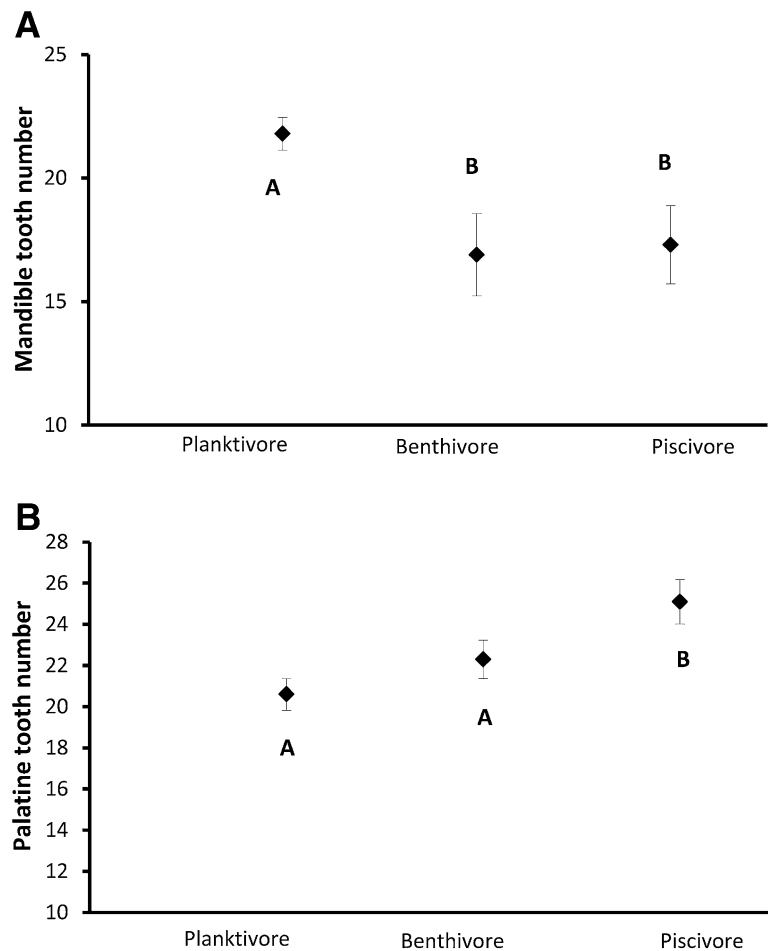 A
25
20
15
10
Mandible tooth number
A
B
B
Planktivore Benthivore Piscivore
B
28
26
24
22
20
18
16
14
12
10
Palatine tooth number
A
A
B
Planktivore Benthivore Piscivore